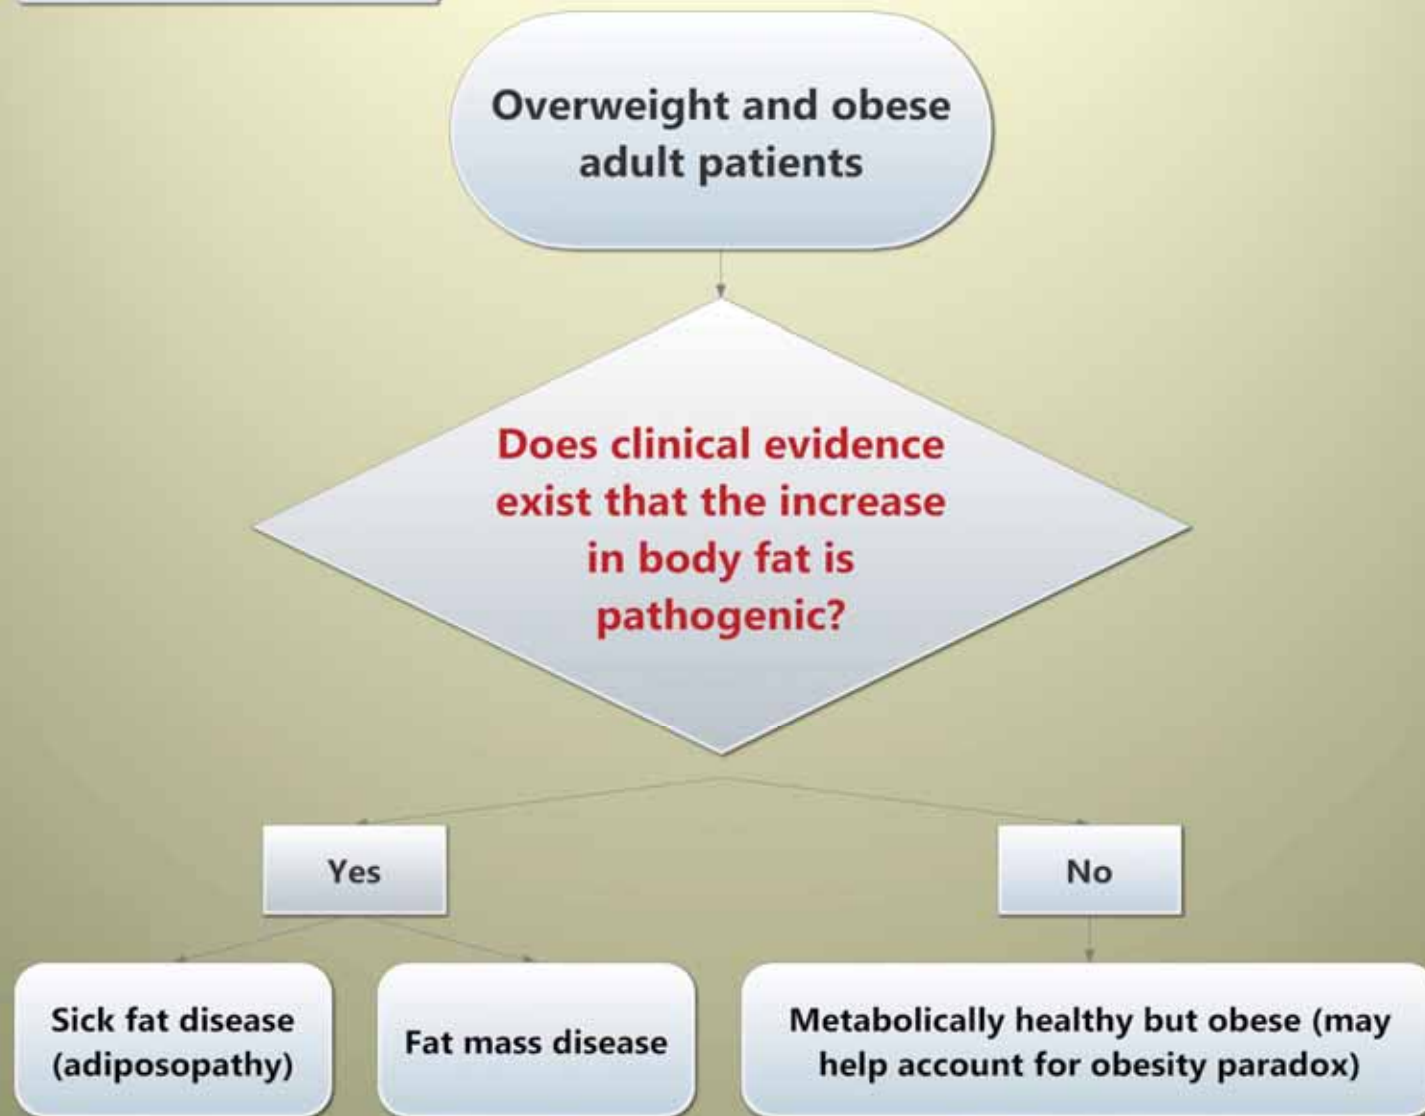 Overweight and obese
adult patients
Does clinical evidence
exist that the increase
in body fat is
pathogenic?
Yes
No
Sick fat disease
(adiposopathy)
Fat mass disease
Metabolically healthy but obese (may
help account for obesity paradox)